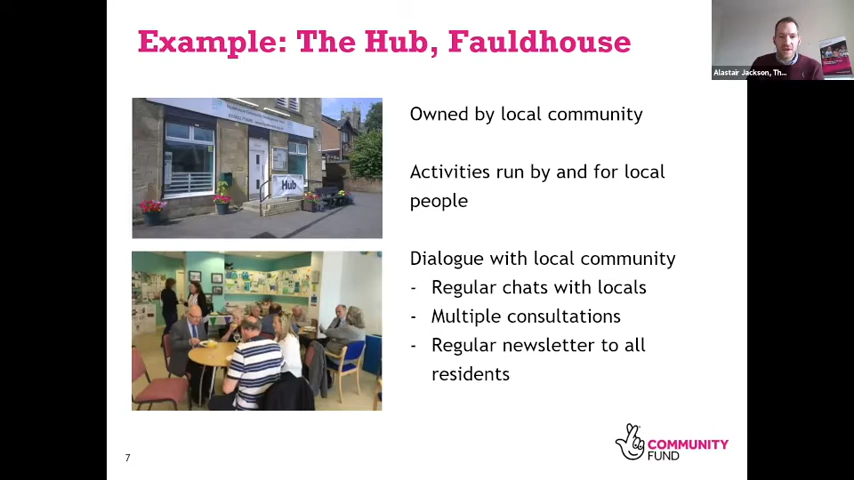 Example: The Hub, Fauldhouse
Alastair Jackson, Th...
Owned by local community
Activities run by and for local
people
Hub
Dialogue with local community
- Regular chats with locals
- Multiple consultations
- Regular newsletter to all
residents
COMMUNITY
FUND
7